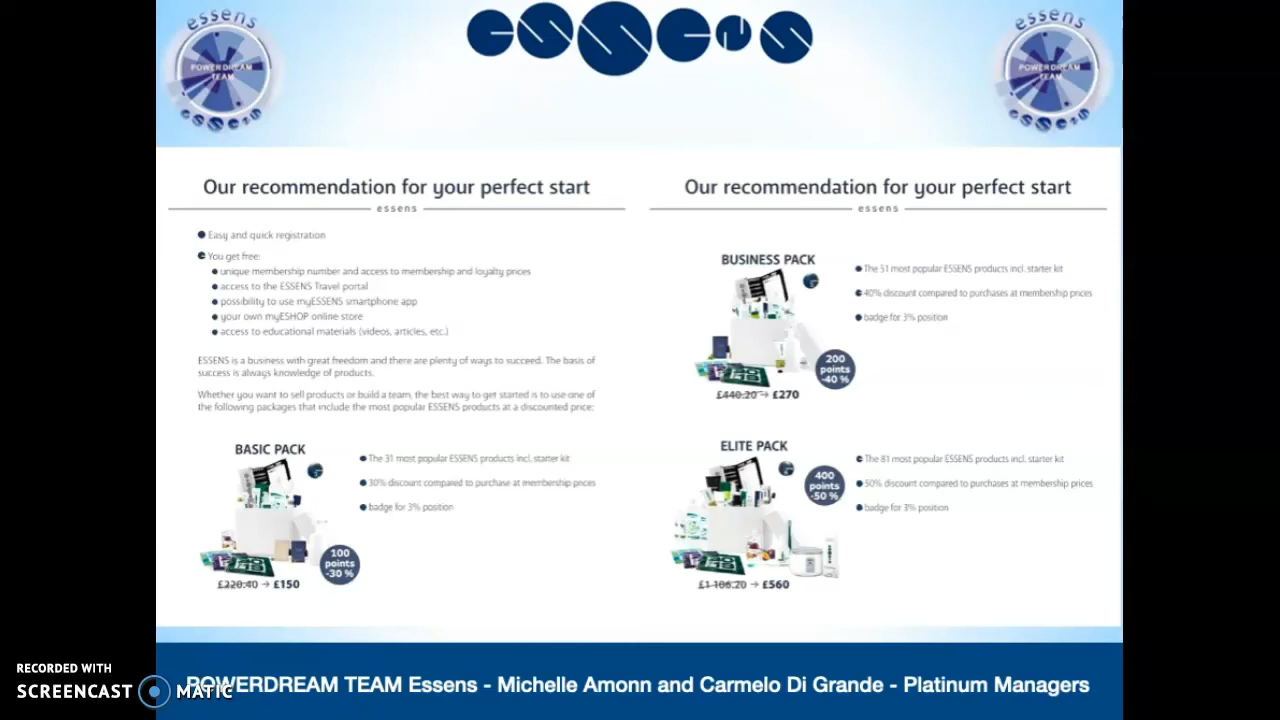 essens
POWER DREAM
TEAM
essens
essens
essens
POWER DREAM
TEAM
essens
Our recommendation for your perfect start
essens
Easy and quick registration
You get free:
unique membership number and access to membership and loyalty prices
access to the ESSENS Travel portal
possibility to use myESSENS smartphone app
your own myESHOP online store
access to educational materials (videos, articles, etc.)
ESSENS is a business with great freedom and there are plenty of ways to succeed. The basis of
success is always knowledge of products.
Whether you want to sell products or build a team, the best way to get started is to use one of
the following packages that include the most popular ESSENS products at a discounted price:
BASIC PACK
The 31 most popular ESSENS products incl. starter kit
30% discount compared to purchase at membership prices
badge for 3% position
100
points
-30 %
£220.40 → £150
Our recommendation for your perfect start
essens
BUSINESS PACK
The 51 most popular ESSENS products incl. starter kit
40% discount compared to purchases at membership prices
badge for 3% position
200
points
-40 %
£440.20 → £270
ELITE PACK
The 81 most popular ESSENS products incl. starter kit
50% discount compared to purchases at membership prices
badge for 3% position
400
points
-50 %
£1 106.20 → £560
RECORDED WITH
SCREENCAST MATIC
POWERDREAM TEAM Essens - Michelle Amonn and Carmelo Di Grande - Platinum Managers